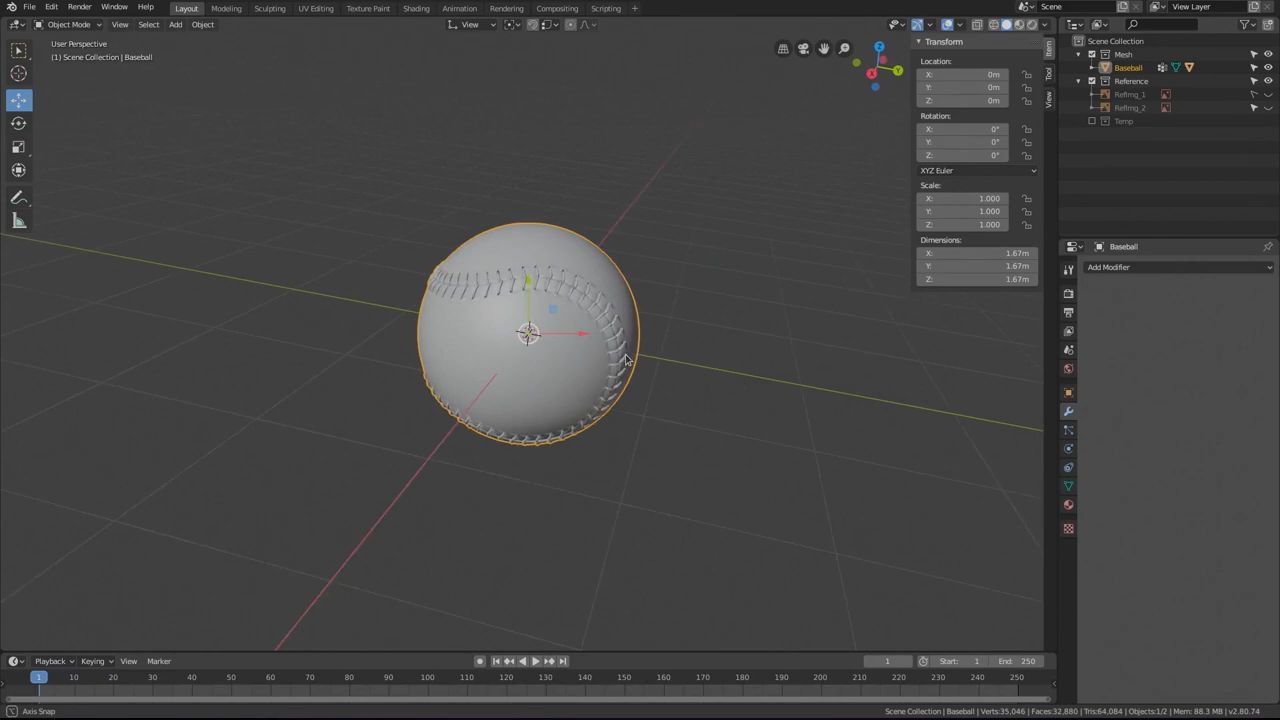 File Edit Render Window Help Layout Modeling Sculpting UV Editing Texture Paint Shading Animation Rendering Compositing Scripting + Scene View Layer
Object Mode View Select Add Object View
User Perspective
(1) Scene Collection | Baseball
Transform
Location:
X: 0m
Y: 0m
Z: 0m
Rotation:
X: 0°
Y: 0°
Z: 0°
XYZ Euler
Scale:
X: 1.000
Y: 1.000
Z: 1.000
Dimensions:
X: 1.67m
Y: 1.67m
Z: 1.67m
Item
Tool
View
Z
Y
X
Scene Collection
Mesh
Baseball
Reference
RefImg_1
RefImg_2
Temp
Baseball
Add Modifier
Playback Keying View Marker 1 Start: 1 End: 250
1 10 20 30 40 50 60 70 80 90 100 110 120 130 140 150 160 170 180 190 200 210 220 230 240 250
Axis Snap Scene Collection | Baseball | Verts:35,046 | Faces:32,880 | Tris:64,084 | Objects:1/2 | Mem: 88.3 MB | v2.80.74